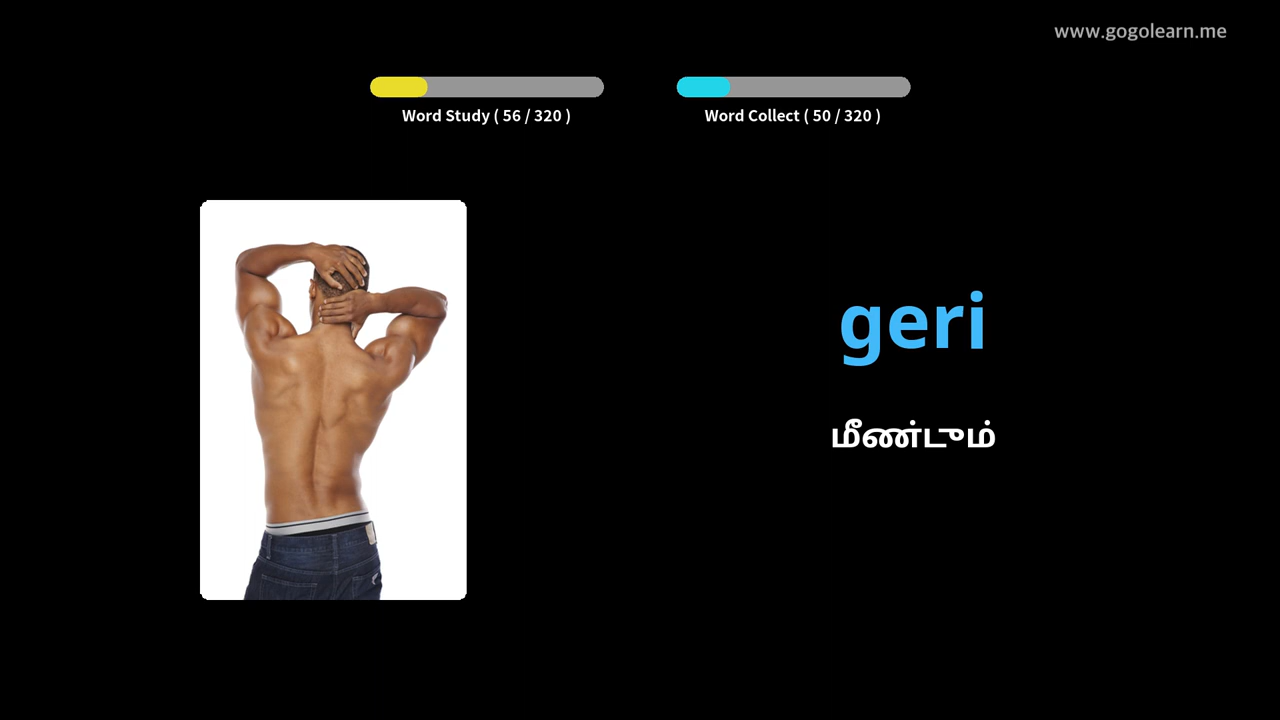 www.gogolearn.me
Word Study ( 56 / 320 )
Word Collect ( 50 / 320 )
geri
மீண்டும்